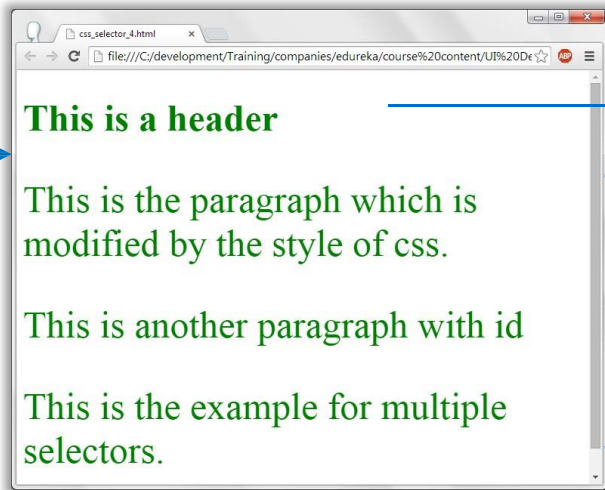 css_selector_4.html
file:///C:/development/Training/companies/edureka/course%20content/UI%20De
ABP
This is a header
This is the paragraph which is
modified by the style of css.
This is another paragraph with id
This is the example for multiple
selectors.